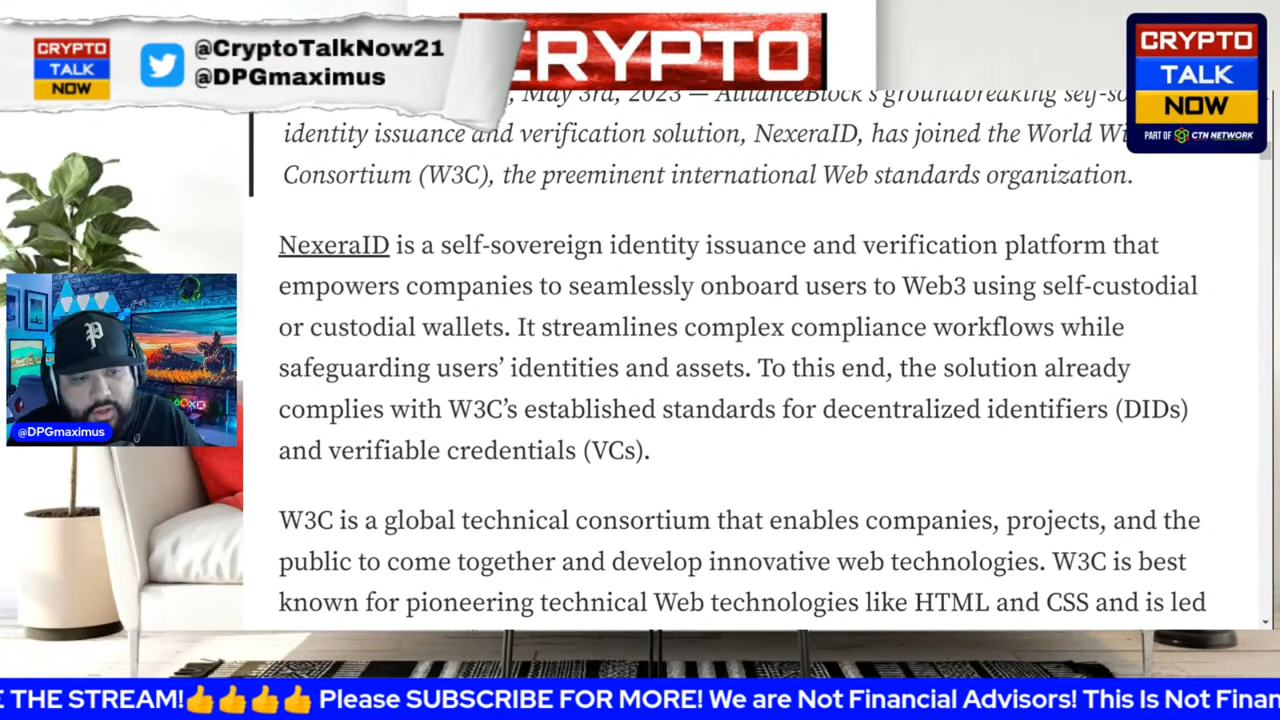 CRYPTO
TALK
NOW
@CryptoTalkNow21
@DPGmaximus
CRYPTO
CRYPTO
TALK
NOW
PART OF CTN NETWORK
May 3rd, 2023 — AllianceBlock's groundbreaking
identity issuance and verification solution, NexeraID, has joined the World
Consortium (W3C), the preeminent international Web standards organization.
NexeraID is a self-sovereign identity issuance and verification platform that
empowers companies to seamlessly onboard users to Web3 using self-custodial
or custodial wallets. It streamlines complex compliance workflows while
safeguarding users’ identities and assets. To this end, the solution already
complies with W3C’s established standards for decentralized identifiers (DIDs)
and verifiable credentials (VCs).
W3C is a global technical consortium that enables companies, projects, and the
public to come together and develop innovative web technologies. W3C is best
known for pioneering technical Web technologies like HTML and CSS and is led
P
@DPGmaximus
E THE STREAM!👍👍👍👍 Please SUBSCRIBE FOR MORE! We are Not Financial Advisors! This Is Not Finan